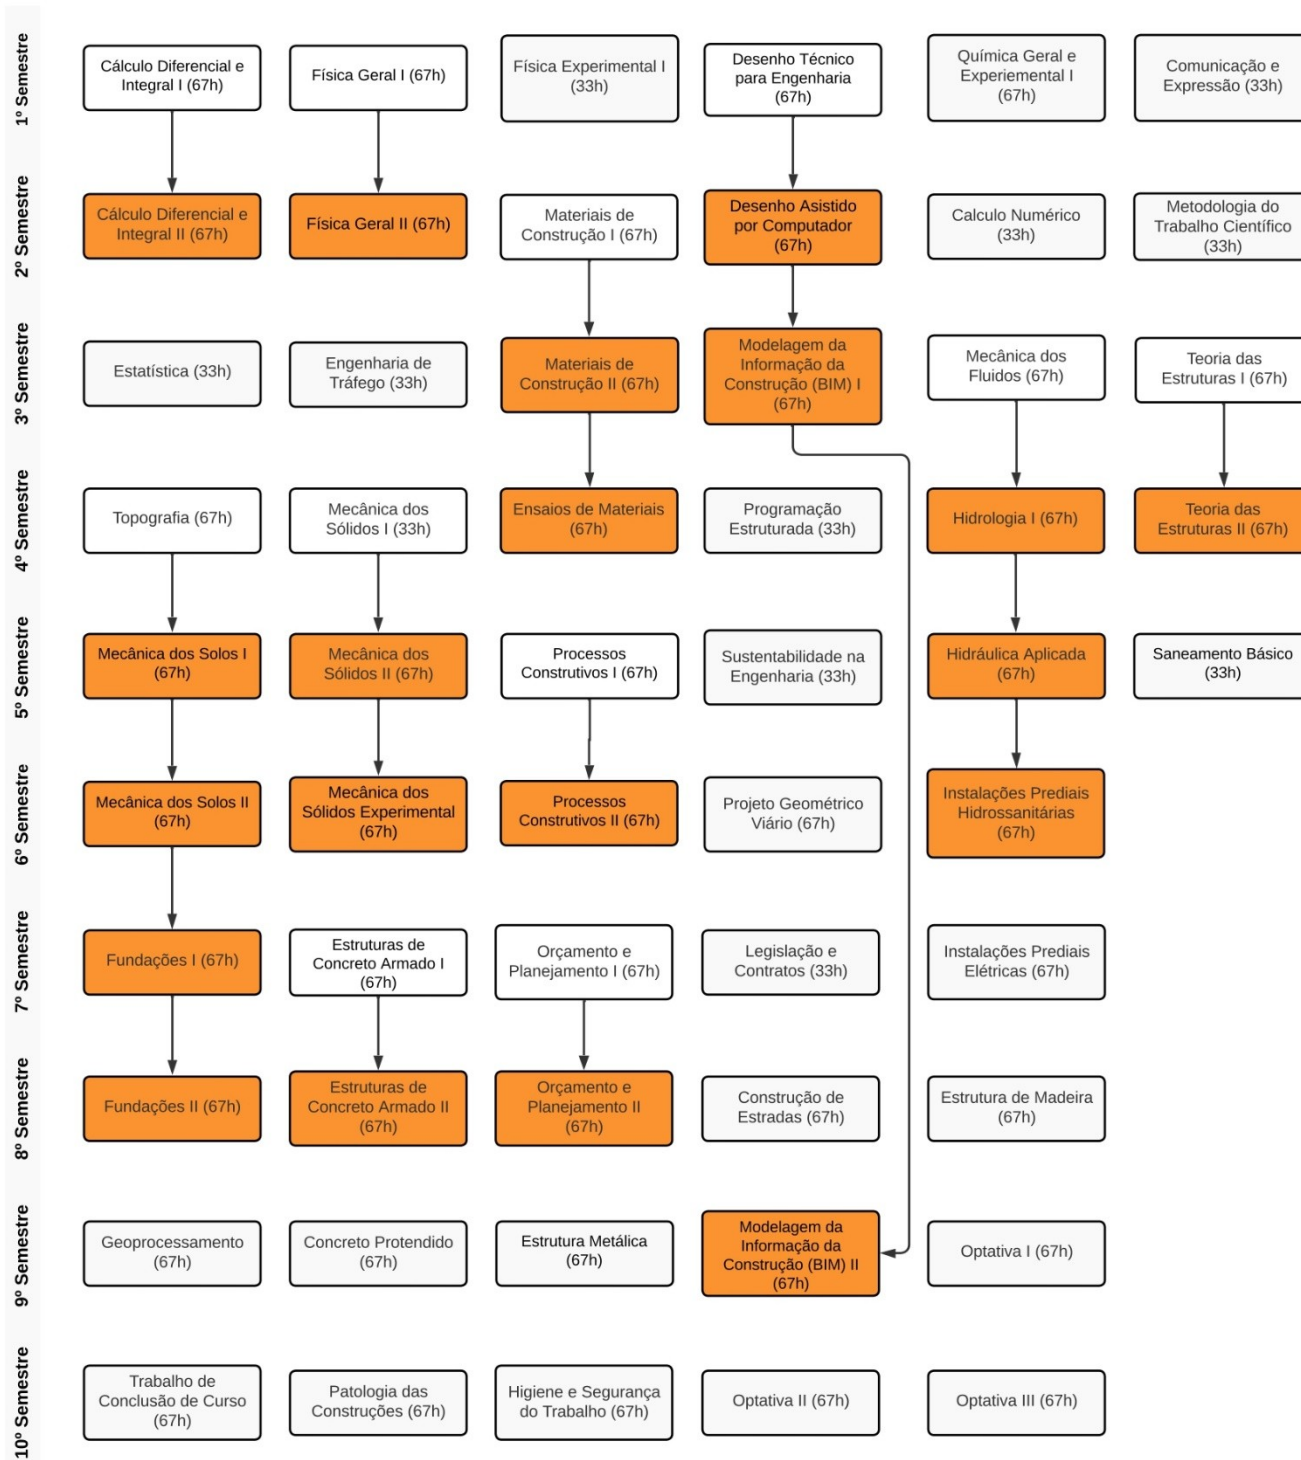 1º Semestre
Cálculo Diferencial e
Integral I (67h)
Física Geral I (67h)
Física Experimental I
(33h)
Desenho Técnico
para Engenharia
(67h)
Química Geral e
Experiemental I
(67h)
Comunicação e
Expressão (33h)
2º Semestre
Cálculo Diferencial e
Integral II (67h)
Física Geral II (67h)
Materiais de
Construção I (67h)
Desenho Asistido
por Computador
(67h)
Calculo Numérico
(33h)
Metodologia do
Trabalho Científico
(33h)
3º Semestre
Estatística (33h)
Engenharia de
Tráfego (33h)
Materiais de
Construção II (67h)
Modelagem da
Informação da
Construção (BIM) I
(67h)
Mecânica dos
Fluidos (67h)
Teoria das
Estruturas I (67h)
4º Semestre
Topografia (67h)
Mecânica dos
Sólidos I (33h)
Ensaios de Materiais
(67h)
Programação
Estruturada (33h)
Hidrologia I (67h)
Teoria das
Estruturas II (67h)
5º Semestre
Mecânica dos Solos I
(67h)
Mecânica dos
Sólidos II (67h)
Processos
Construtivos I (67h)
Sustentabilidade na
Engenharia (33h)
Hidráulica Aplicada
(67h)
Saneamento Básico
(33h)
6º Semestre
Mecânica dos Solos II
(67h)
Mecânica dos
Sólidos Experimental
(67h)
Processos
Construtivos II (67h)
Projeto Geométrico
Viário (67h)
Instalações Prediais
Hidrossanitárias
(67h)
7º Semestre
Fundações I (67h)
Estruturas de
Concreto Armado I
(67h)
Orçamento e
Planejamento I (67h)
Legislação e
Contratos (33h)
Instalações Prediais
Elétricas (67h)
8º Semestre
Fundações II (67h)
Estruturas de
Concreto Armado II
(67h)
Orçamento e
Planejamento II
(67h)
Construção de
Estradas (67h)
Estrutura de Madeira
(67h)
9º Semestre
Geoprocessamento
(67h)
Concreto Protendido
(67h)
Estrutura Metálica
(67h)
Modelagem da
Informação da
Construção (BIM) II
(67h)
Optativa I (67h)
10º Semestre
Trabalho de
Conclusão de Curso
(67h)
Patologia das
Construções (67h)
Higiene e Segurança
do Trabalho (67h)
Optativa II (67h)
Optativa III (67h)